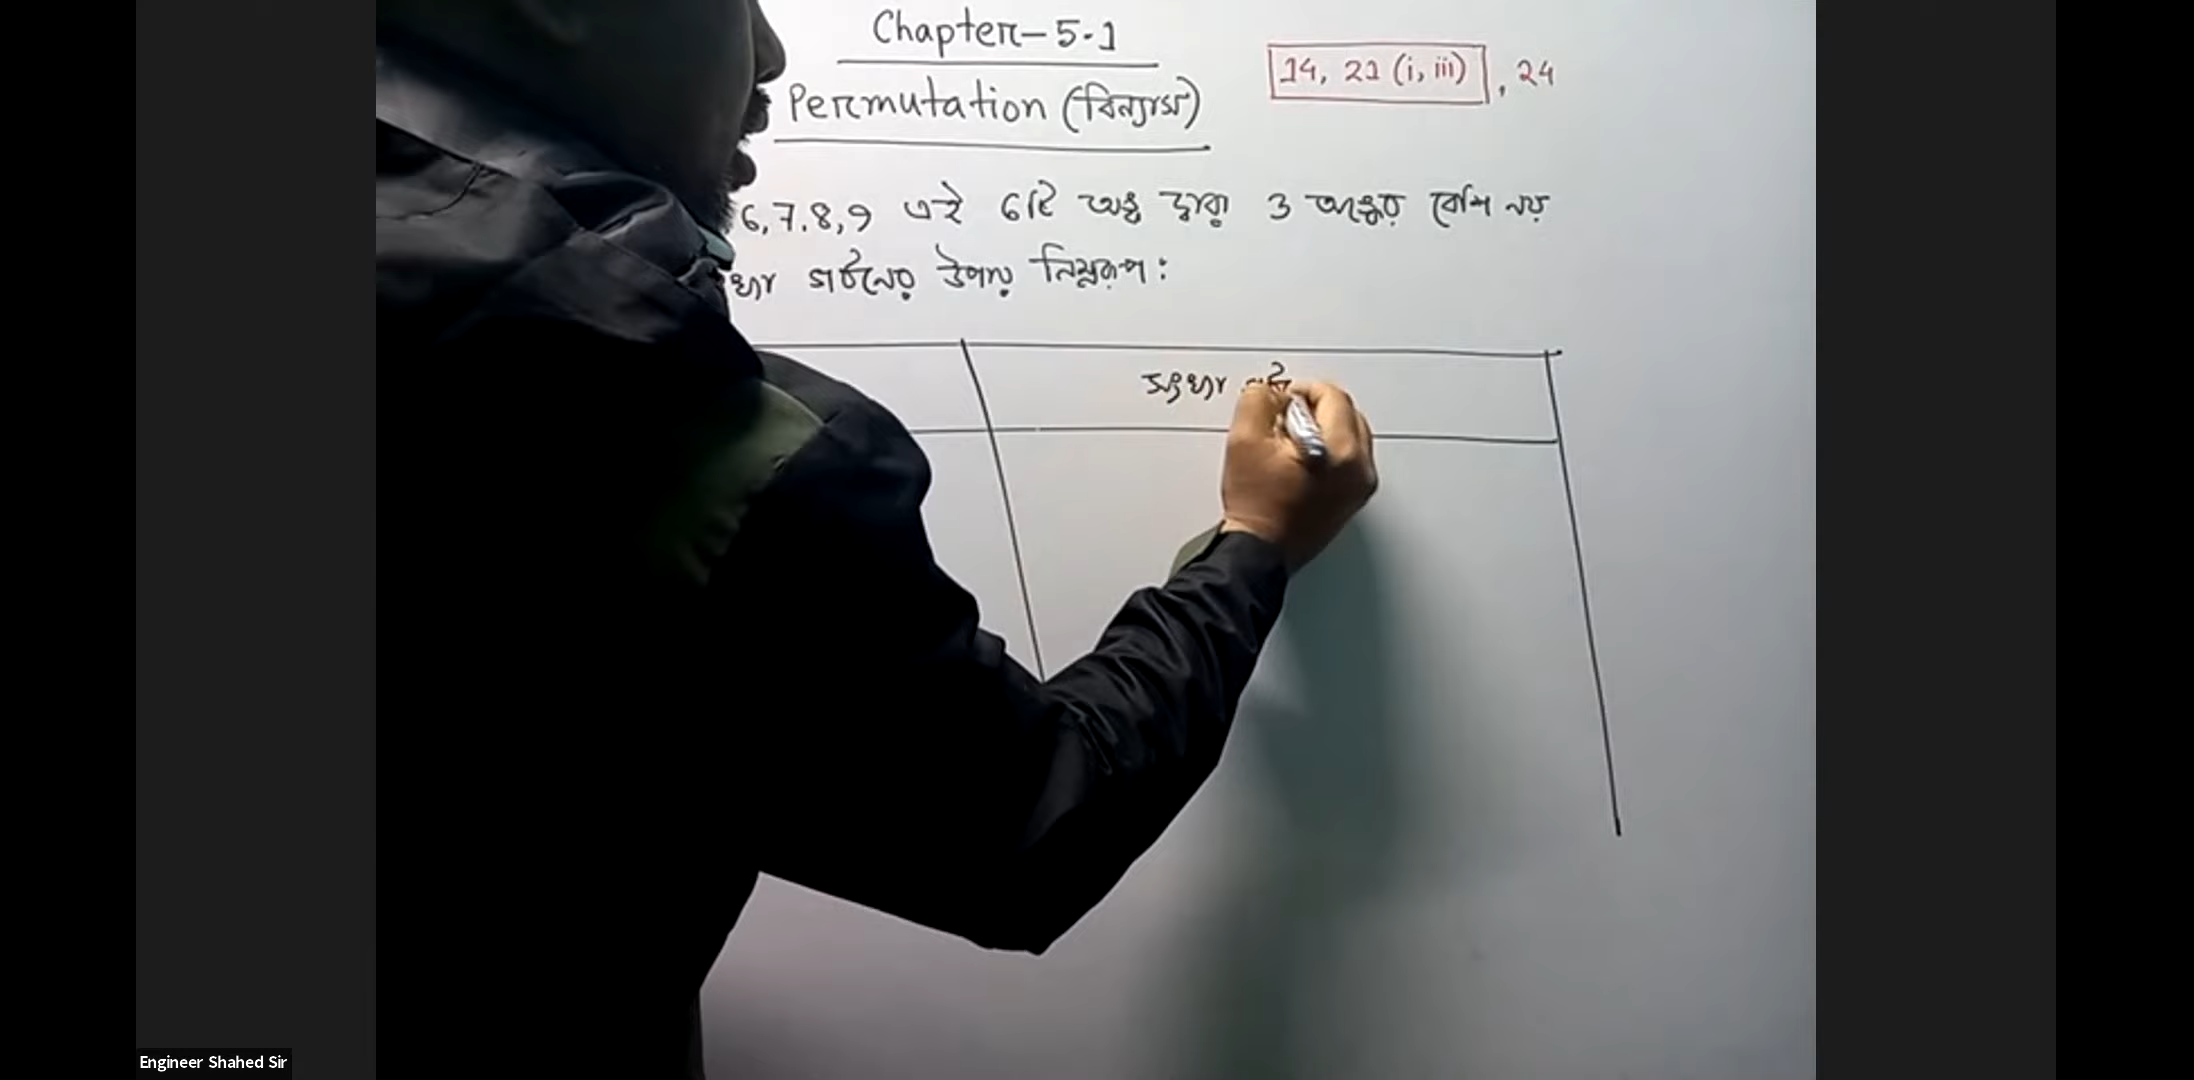 Chapter-5.1
Permutation (বিন্যাস)
14, 21 (i, iii), 24
6,7,8,9 এই 6টি অঙ্ক দ্বারা 3 অঙ্কের বেশি নয়
গঠনের উপায় নিম্নরূপ:
সংখ্যা
Engineer Shahed Sir